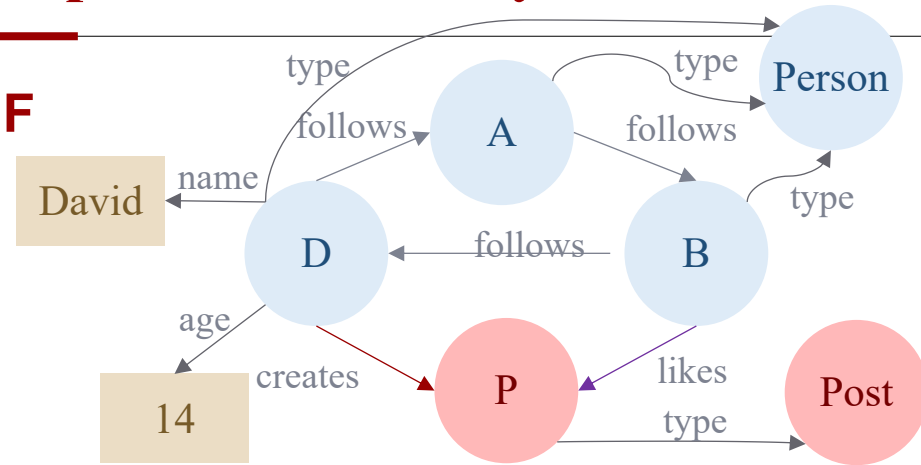 type
type
Person
F
follows
A
follows
David
name
type
D
follows
B
age
creates
P
likes
Post
14
type